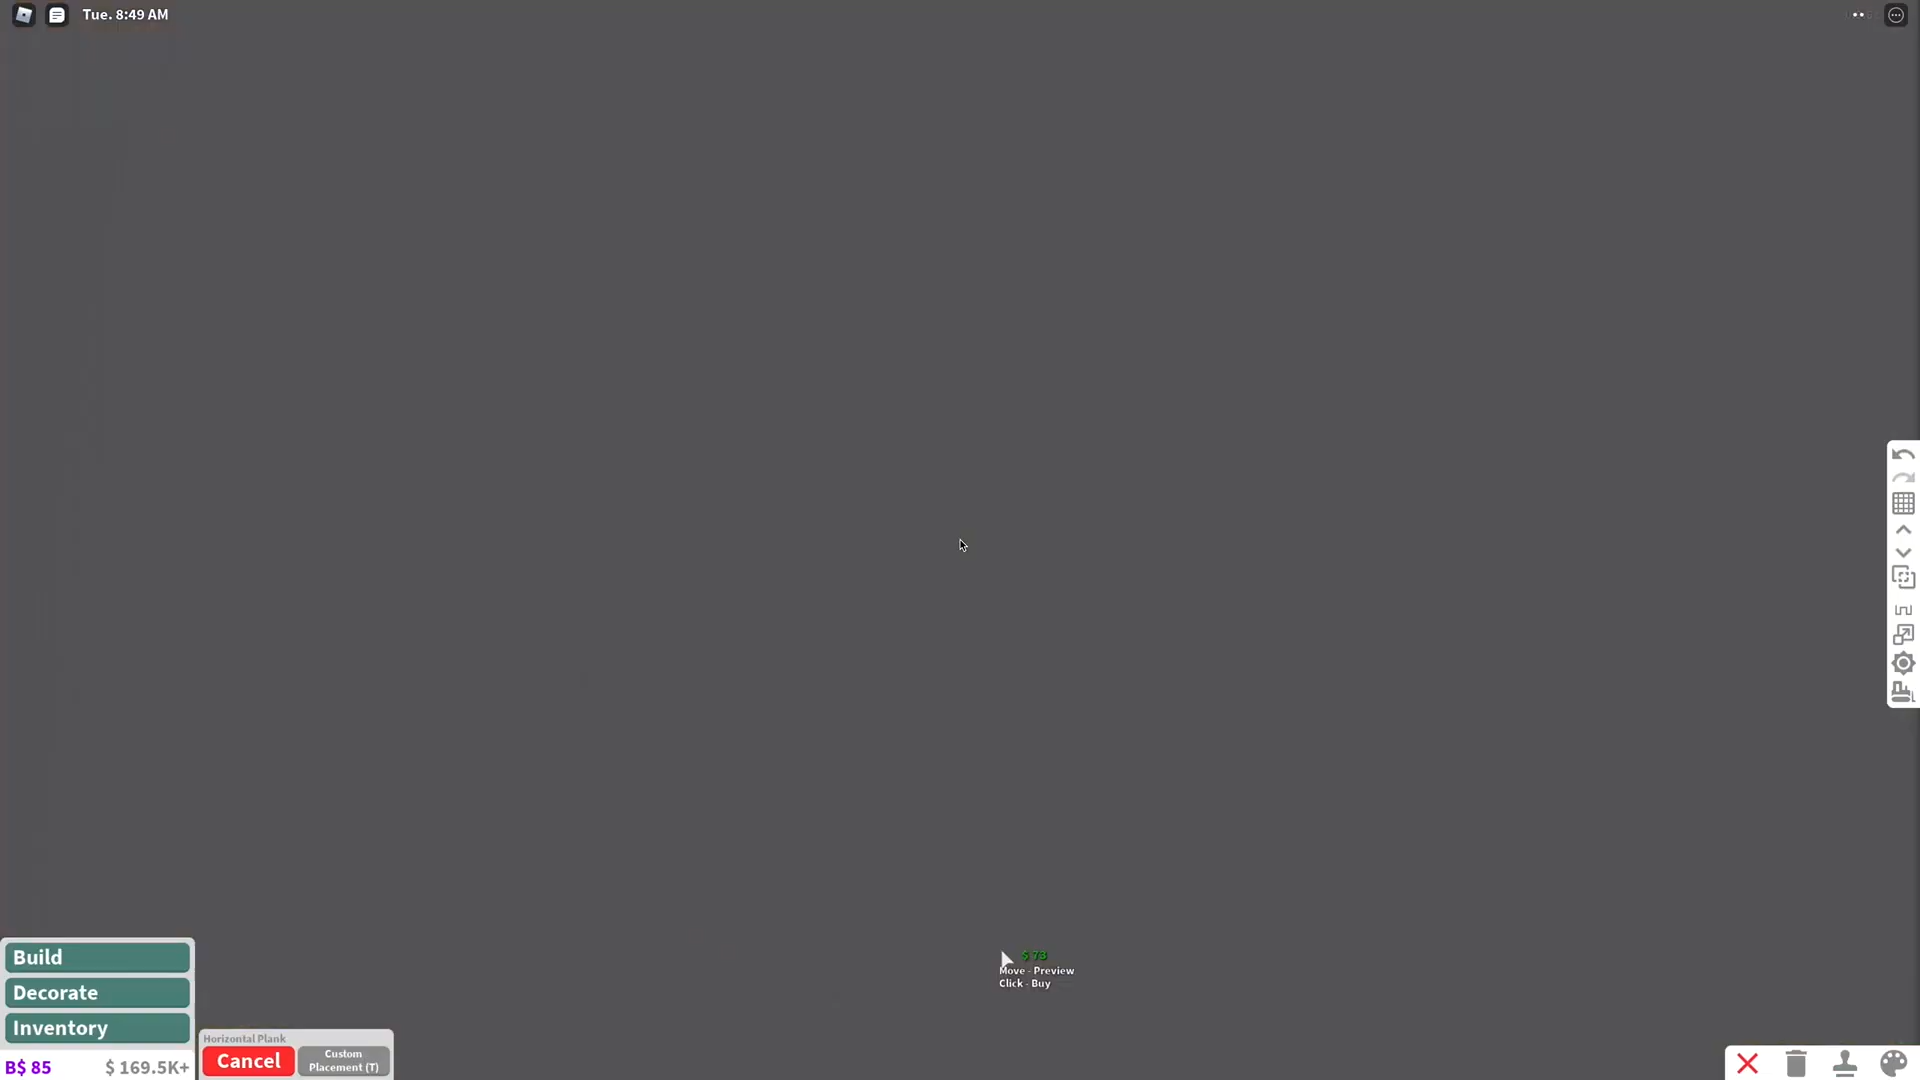 Tue. 8:49 AM
$ 73
Move - Preview
Click - Buy
Build
Decorate
Inventory
B$ 85
$ 169.5K+
Horizontal Plank
Cancel
Custom
Placement (T)